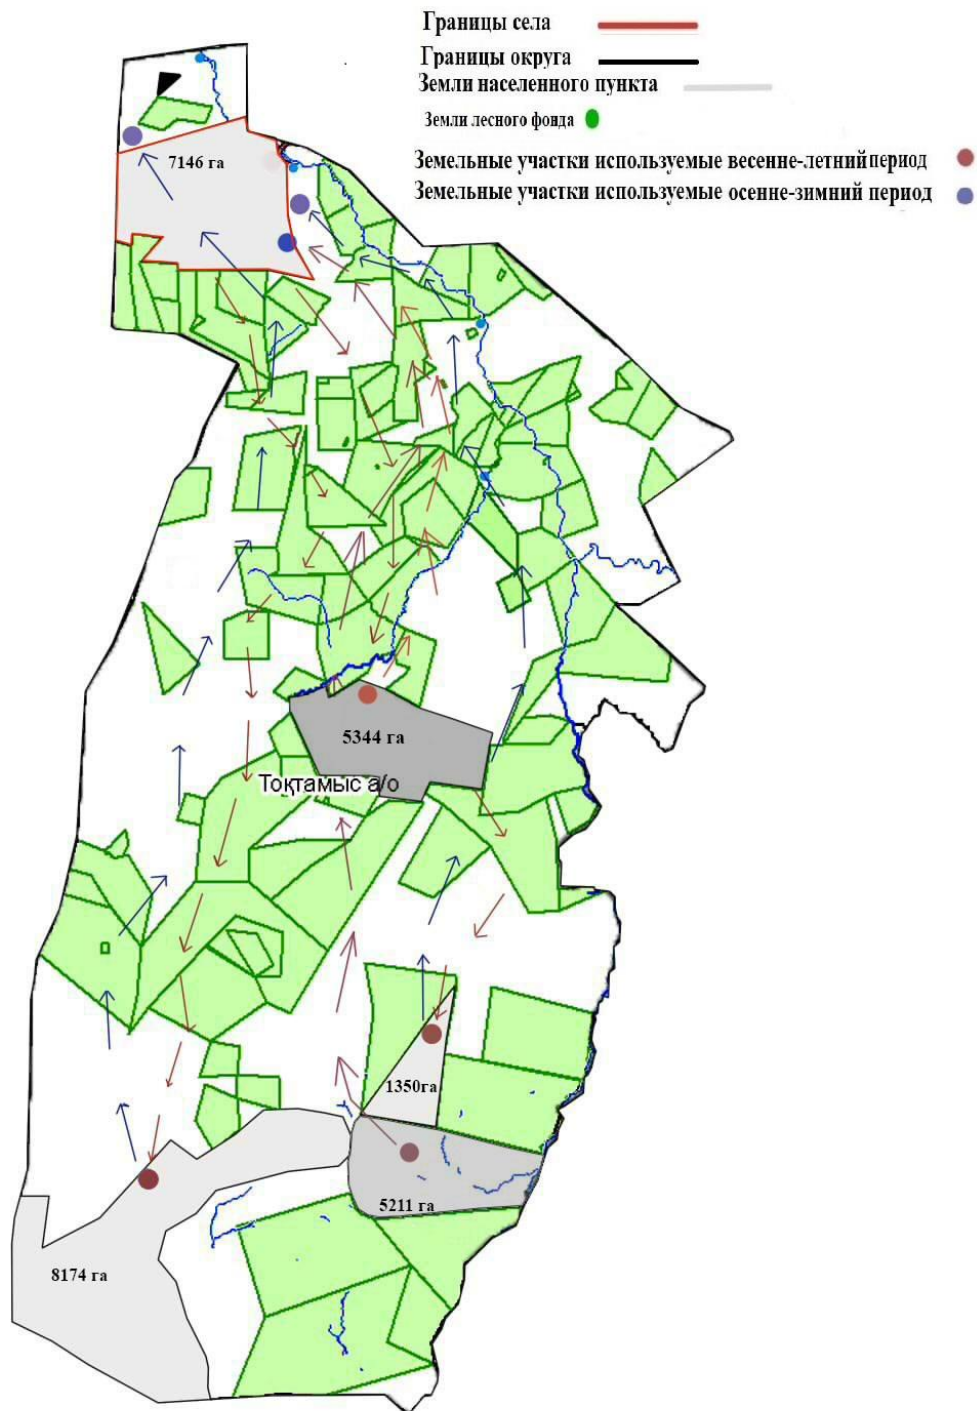 Границы села
Границы округа
Земли населенного пункта
Земли лесного фонда
Земельные участки используемые весенне-летний период
Земельные участки используемые осенне-зимний период
7146 га
5344 га
Тоқтамыс а/о
1350га
5211 га
8174 га